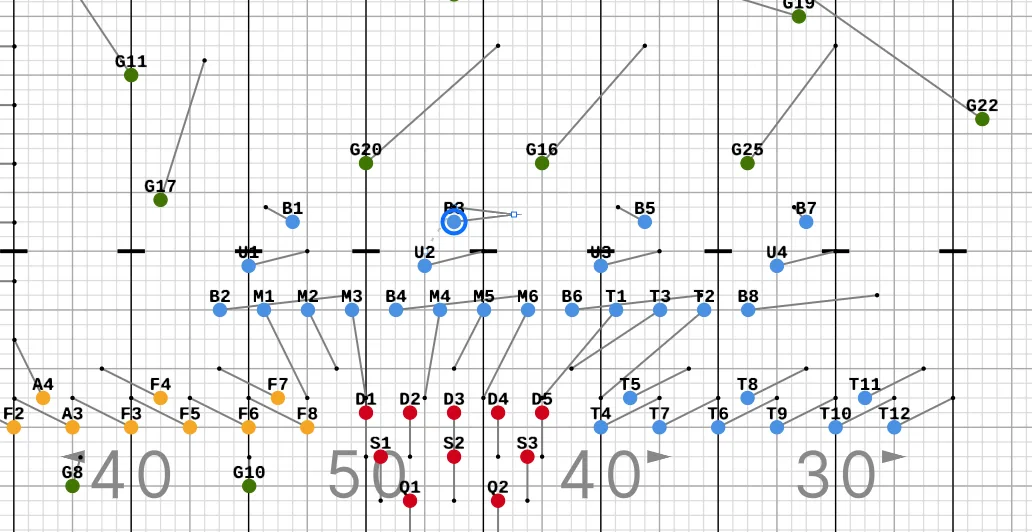 G19
G11
G22
G20 G16 G25
G17
B1 B3 B5 B7
U1 U2 U3 U4
B2 M1 M2 M3 B4 M4 M5 M6 B6 T1 T3 T2 B8
A4 F4 F7 T5 T8 T11
D1 D2 D3 D4 D5
F2 A3 F3 F5 F6 F8 T4 T7 T6 T9 T10 T12
S1 S2 S3
40 50 40 30
G8 G10
Q1 Q2